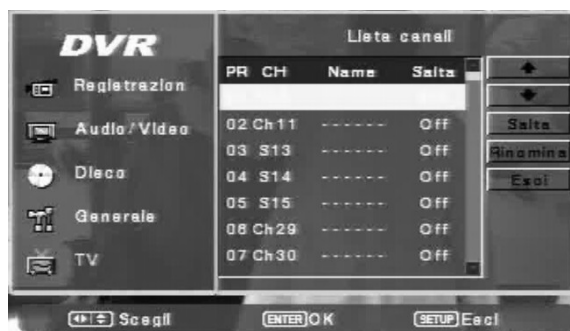 DVR
Lista canali
PR CH Name Salta
Registrazion
Audio/Video
Disco
Generale
TV
02 Ch11 ------ Off
03 S13 ------ Off
04 S14 ------ Off
05 S15 ------ Off
06 Ch29 ------ Off
07 Ch30 ------ Off
Salta
Rinomina
Esci
Scegli
ENTER OK
SETUP Esci